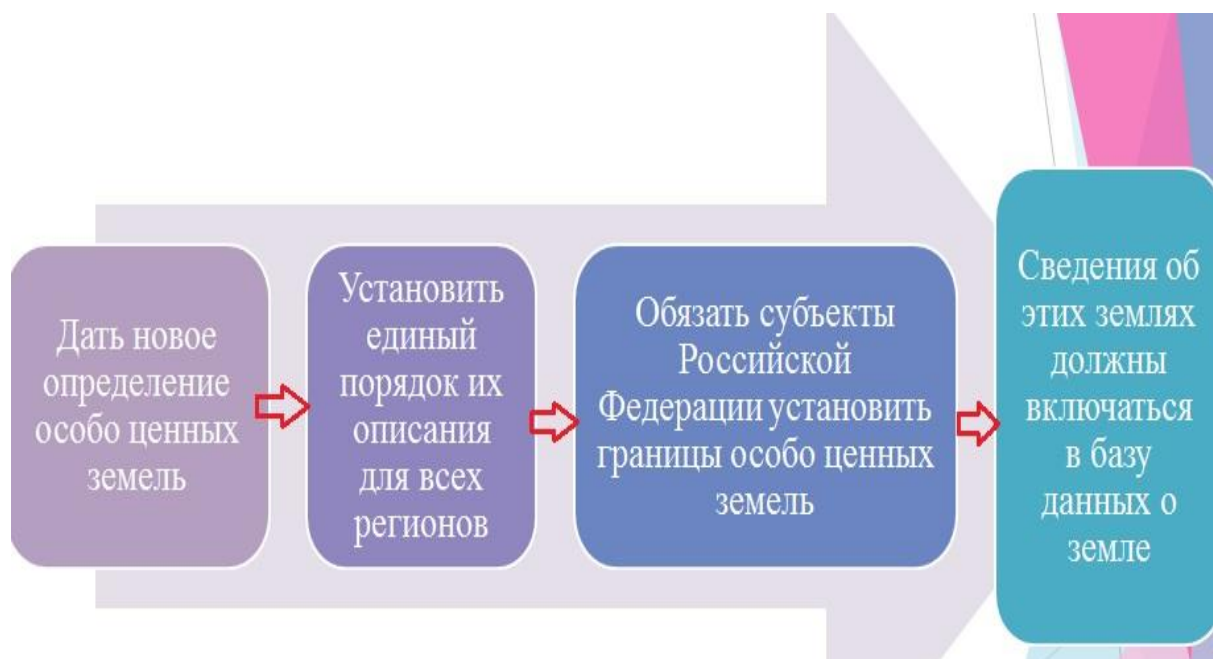 Дать новое
определение
особо ценных
земель
Установить
единый
порядок их
описания
для всех
регионов
Обязать субъекты
Российской
Федерации установить
границы особо ценных
земель
Сведения об
этих землях
должны
включаться
в базу
данных о
земле